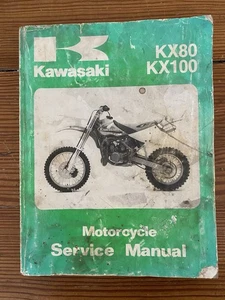 KX80
Kawasaki KX100
Motorcycle
Service Manual